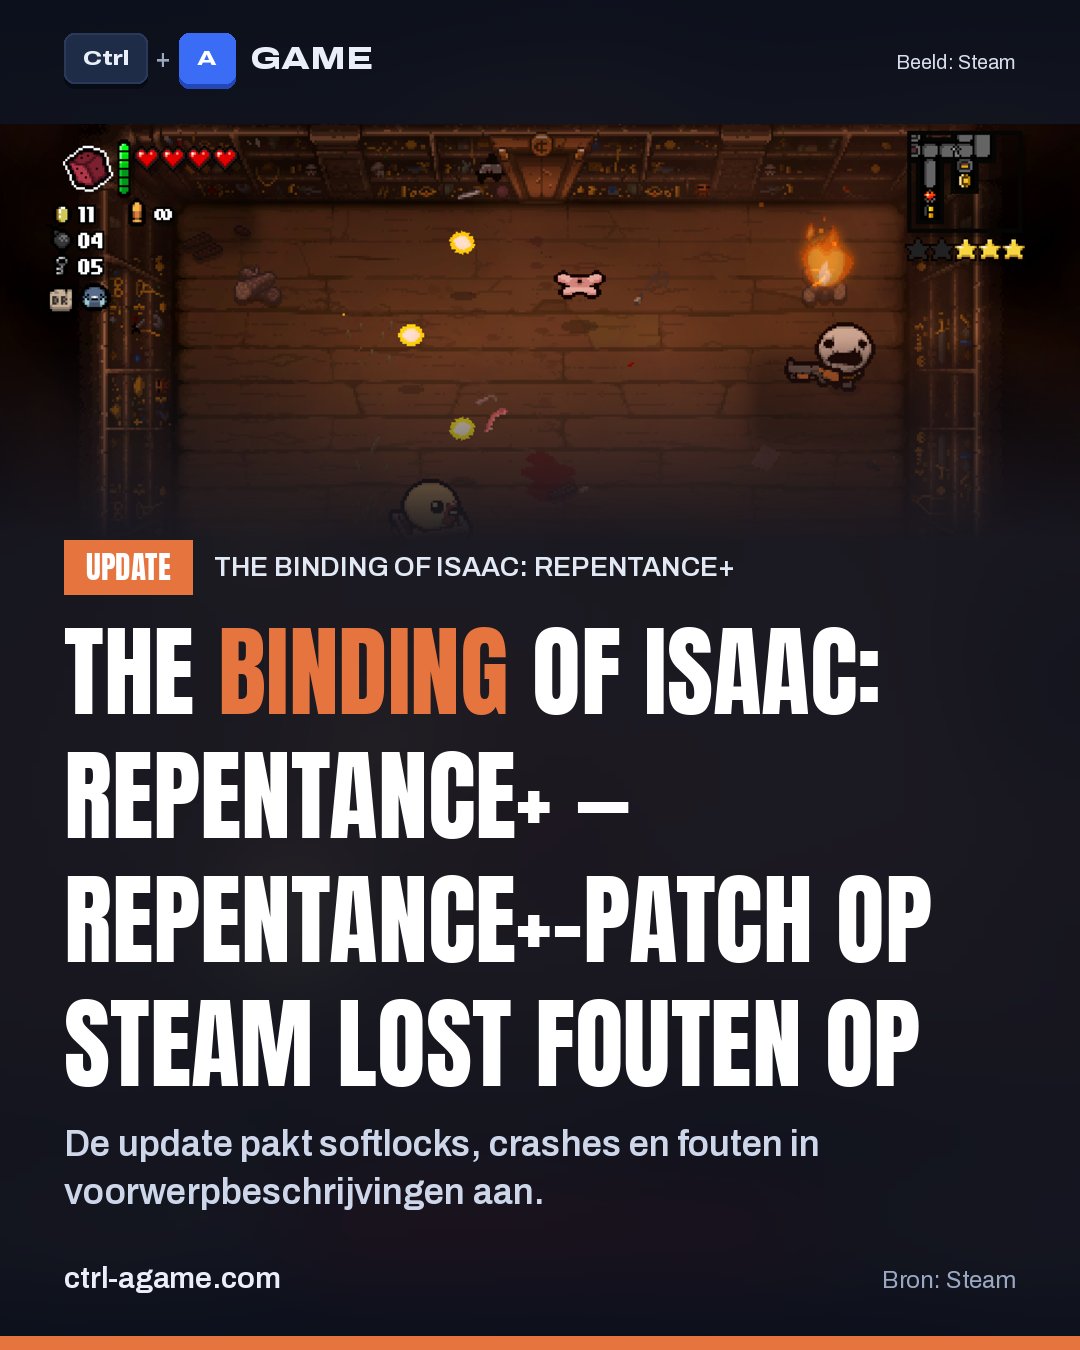 Ctrl + A GAME
Beeld: Steam
11
∞
04
05
DR
UPDATE
THE BINDING OF ISAAC: REPENTANCE+
THE BINDING OF ISAAC:
REPENTANCE+ –
REPENTANCE+-PATCH OP
STEAM LOST FOUTEN OP
De update pakt softlocks, crashes en fouten in
voorwerpbeschrijvingen aan.
ctrl-agame.com
Bron: Steam